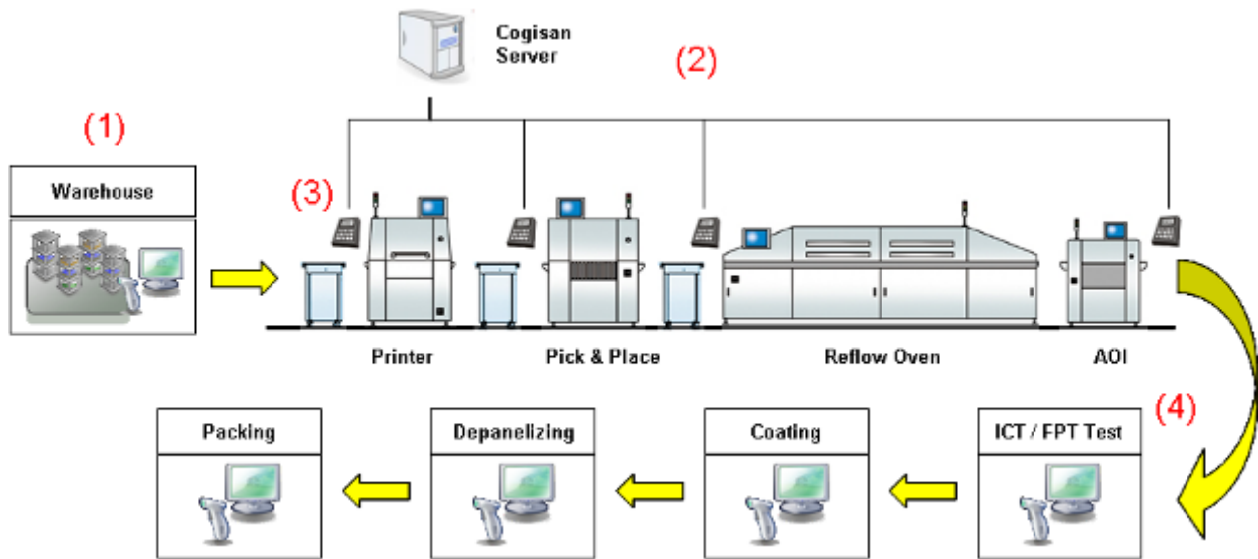 Cogisan
Server
(2)
(1)
Warehouse
(3)
Printer
Pick & Place
Reflow Oven
AOI
(4)
Packing
Depanelizing
Coating
ICT / FPT Test